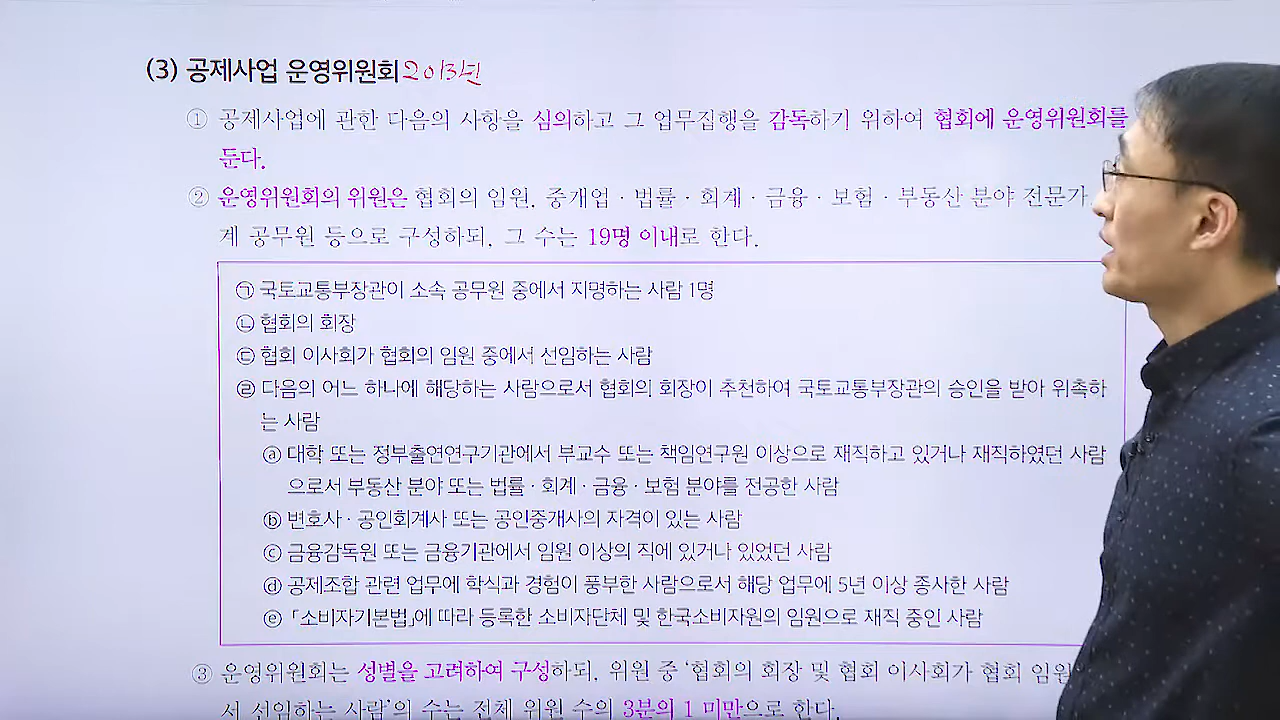 (3) 공제사업 운영위원회 2013년
① 공제사업에 관한 다음의 사항을 심의하고 그 업무집행을 감독하기 위하여 협회에 운영위원회를
둔다.
② 운영위원회의 위원은 협회의 임원, 중개업 · 법률 · 회계 · 금융 · 보험 · 부동산 분야 전문가,
계 공무원 등으로 구성하되, 그 수는 19명 이내로 한다.
㉠ 국토교통부장관이 소속 공무원 중에서 지명하는 사람 1명
㉡ 협회의 회장
㉢ 협회 이사회가 협회의 임원 중에서 선임하는 사람
㉣ 다음의 어느 하나에 해당하는 사람으로서 협회의 회장이 추천하여 국토교통부장관의 승인을 받아 위촉하
는 사람
ⓐ 대학 또는 정부출연연구기관에서 부교수 또는 책임연구원 이상으로 재직하고 있거나 재직하였던 사람
으로서 부동산 분야 또는 법률 · 회계 · 금융 · 보험 분야를 전공한 사람
ⓑ 변호사 · 공인회계사 또는 공인중개사의 자격이 있는 사람
ⓒ 금융감독원 또는 금융기관에서 임원 이상의 직에 있거나 있었던 사람
ⓓ 공제조합 관련 업무에 학식과 경험이 풍부한 사람으로서 해당 업무에 5년 이상 종사한 사람
ⓔ 「소비자기본법」에 따라 등록한 소비자단체 및 한국소비자원의 임원으로 재직 중인 사람
③ 운영위원회는 성별을 고려하여 구성하되, 위원 중 '협회의 회장 및 협회 이사회가 협회 임원
서 선임하는 사람'의 수는 전체 위원 수의 3분의 1 미만으로 한다.